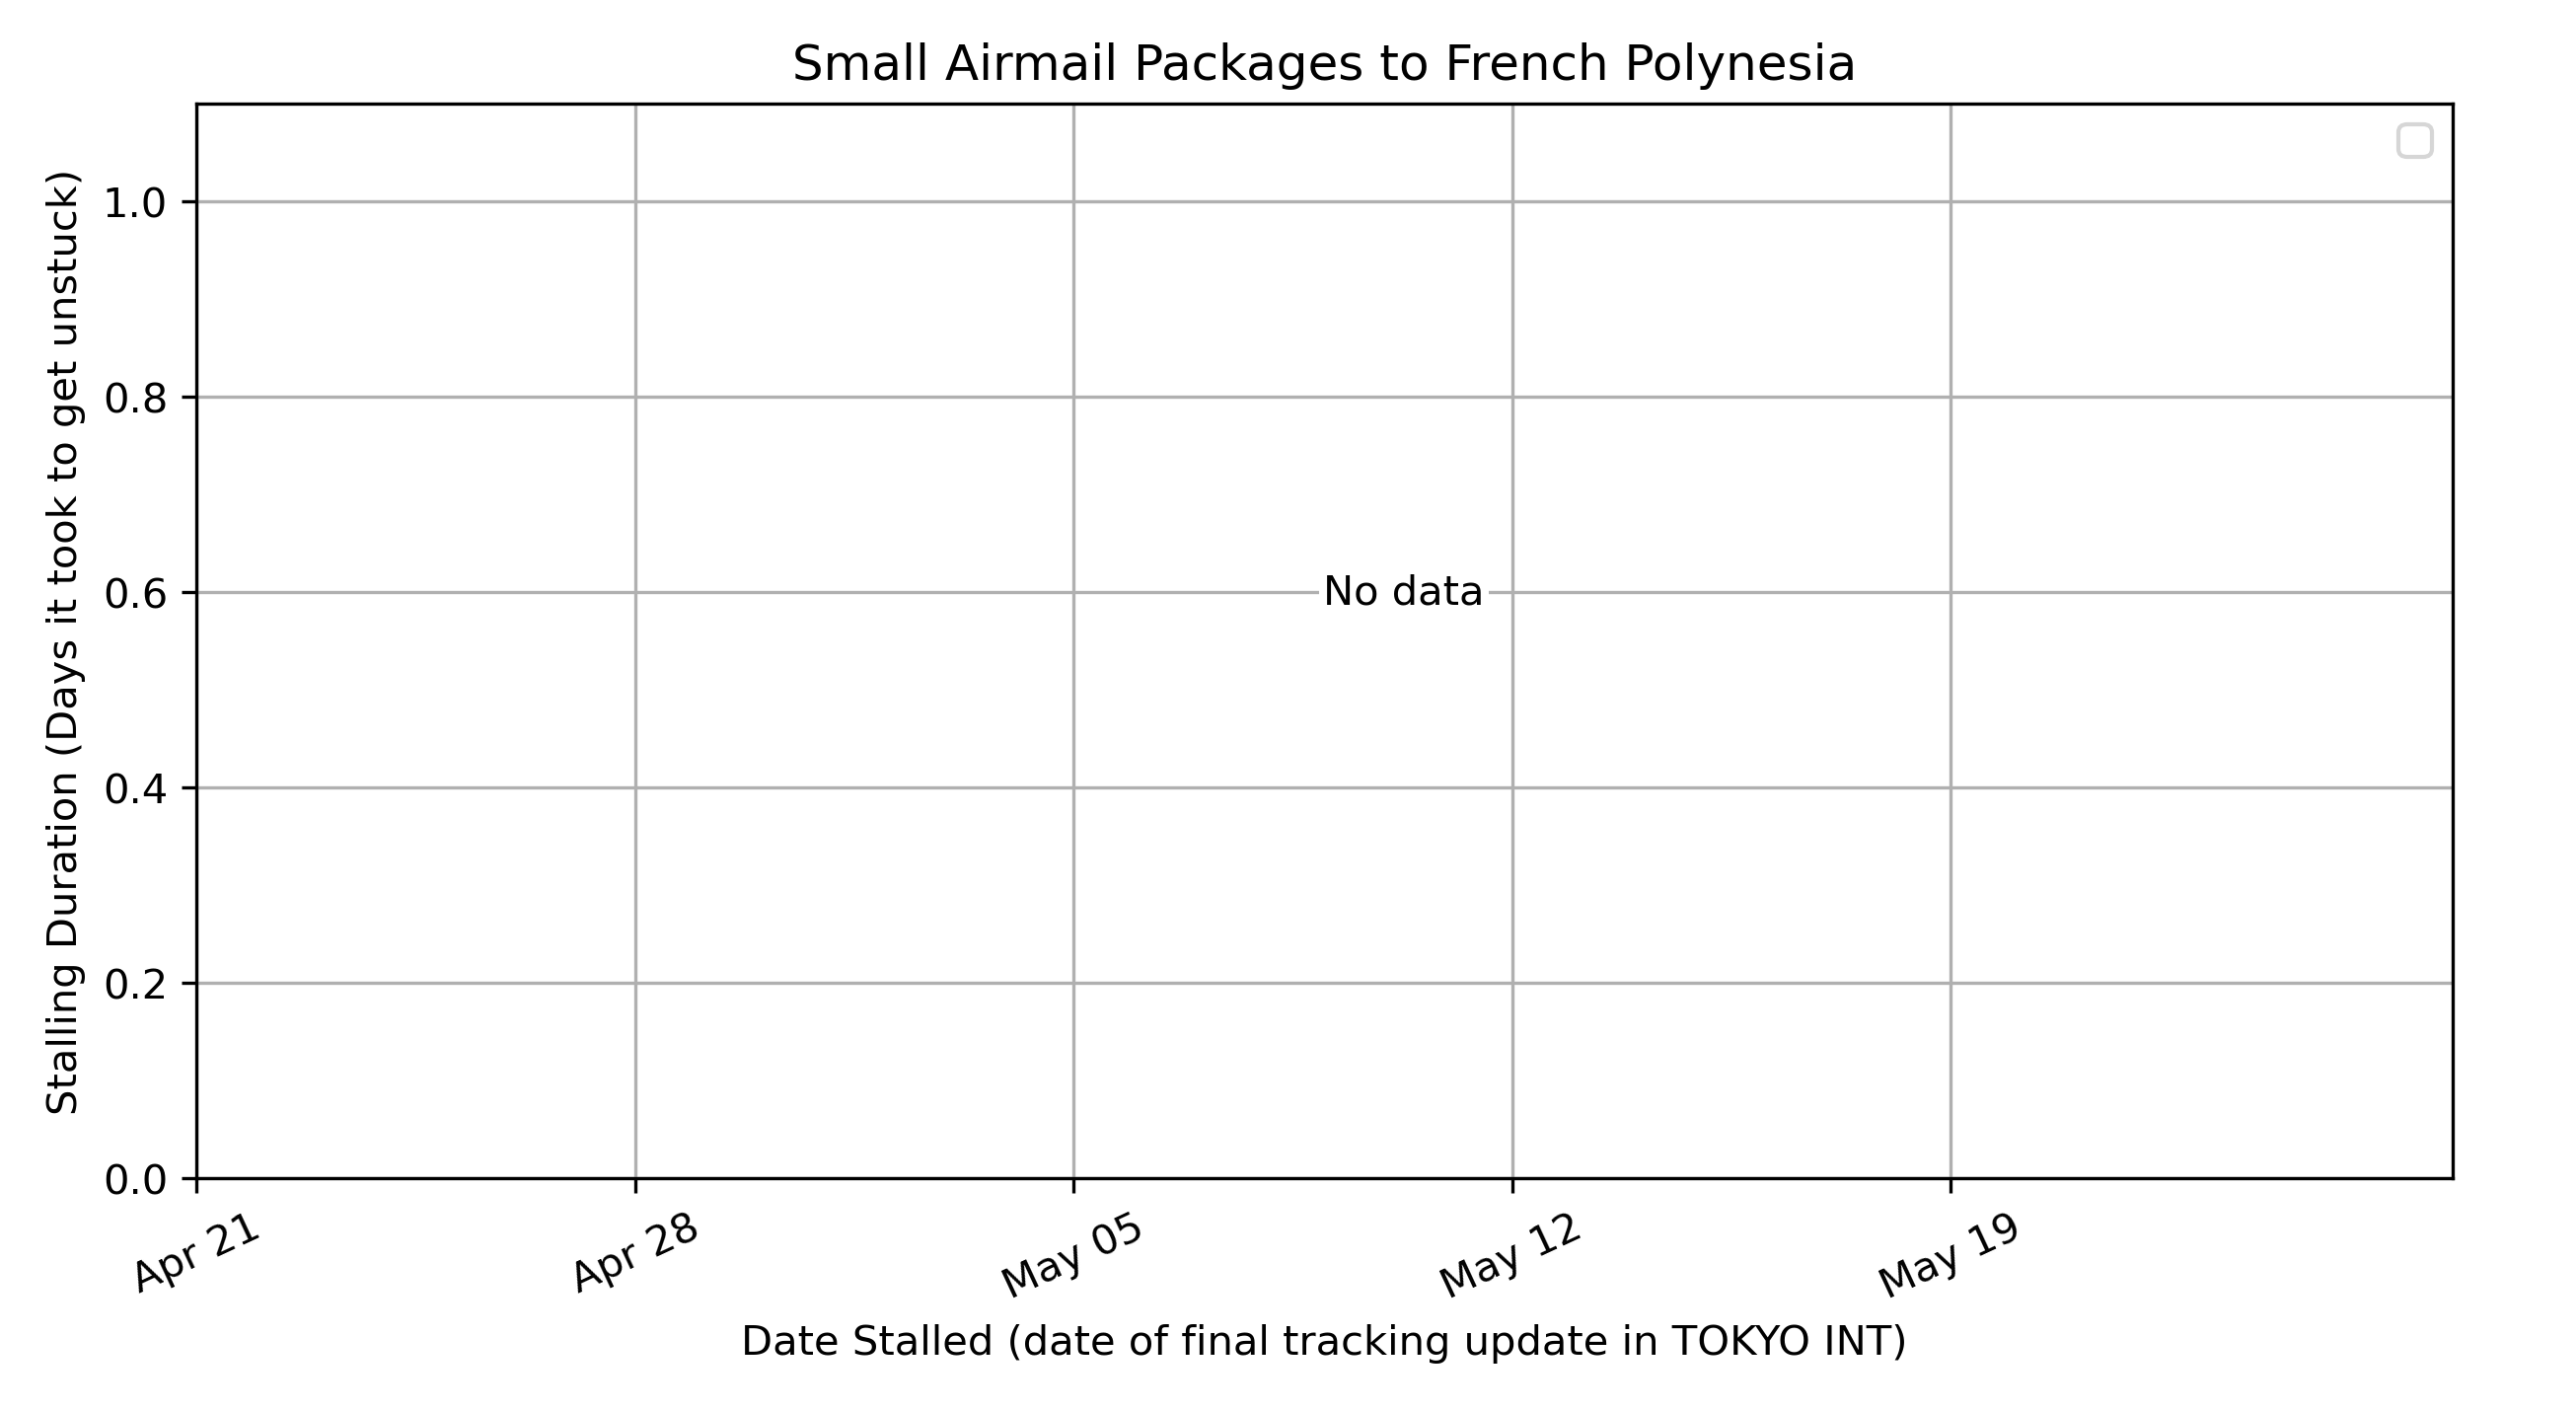 Small Airmail Packages to French Polynesia
Stalling Duration (Days it took to get unstuck)
1.0
0.8
0.6
0.4
0.2
0.0
No data
Apr 21
Apr 28
May 05
May 12
May 19
Date Stalled (date of final tracking update in TOKYO INT)